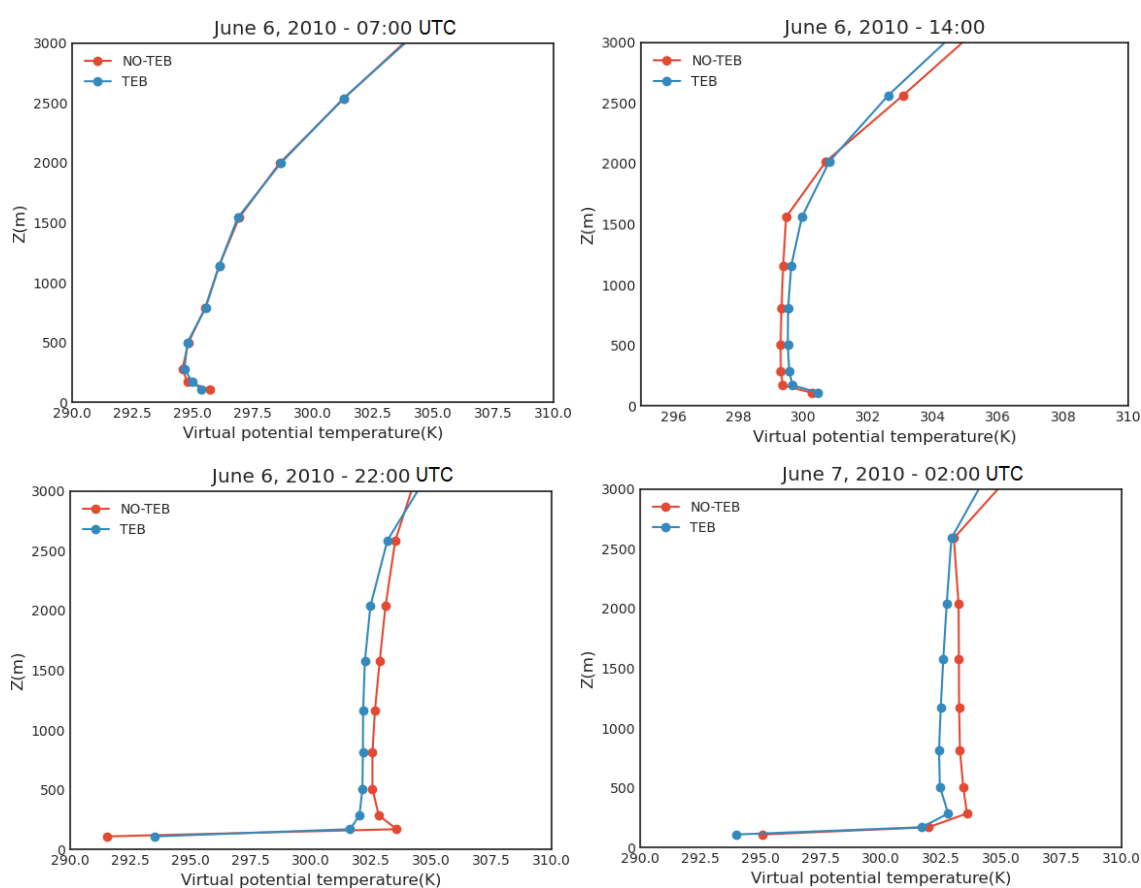 June 6, 2010 - 07:00 UTC
3000
2500
2000
1500
1000
500
0
Z(m)
NO-TEB
TEB
290.0 292.5 295.0 297.5 300.0 302.5 305.0 307.5 310.0
Virtual potential temperature(K)
June 6, 2010 - 14:00
3000
2500
2000
1500
1000
500
0
Z(m)
NO-TEB
TEB
296 298 300 302 304 306 308 310
Virtual potential temperature(K)
June 6, 2010 - 22:00 UTC
3000
2500
2000
1500
1000
500
0
Z(m)
NO-TEB
TEB
290.0 292.5 295.0 297.5 300.0 302.5 305.0 307.5 310.0
Virtual potential temperature(K)
June 7, 2010 - 02:00 UTC
3000
2500
2000
1500
1000
500
0
Z(m)
NO-TEB
TEB
290.0 292.5 295.0 297.5 300.0 302.5 305.0 307.5 310.0
Virtual potential temperature(K)